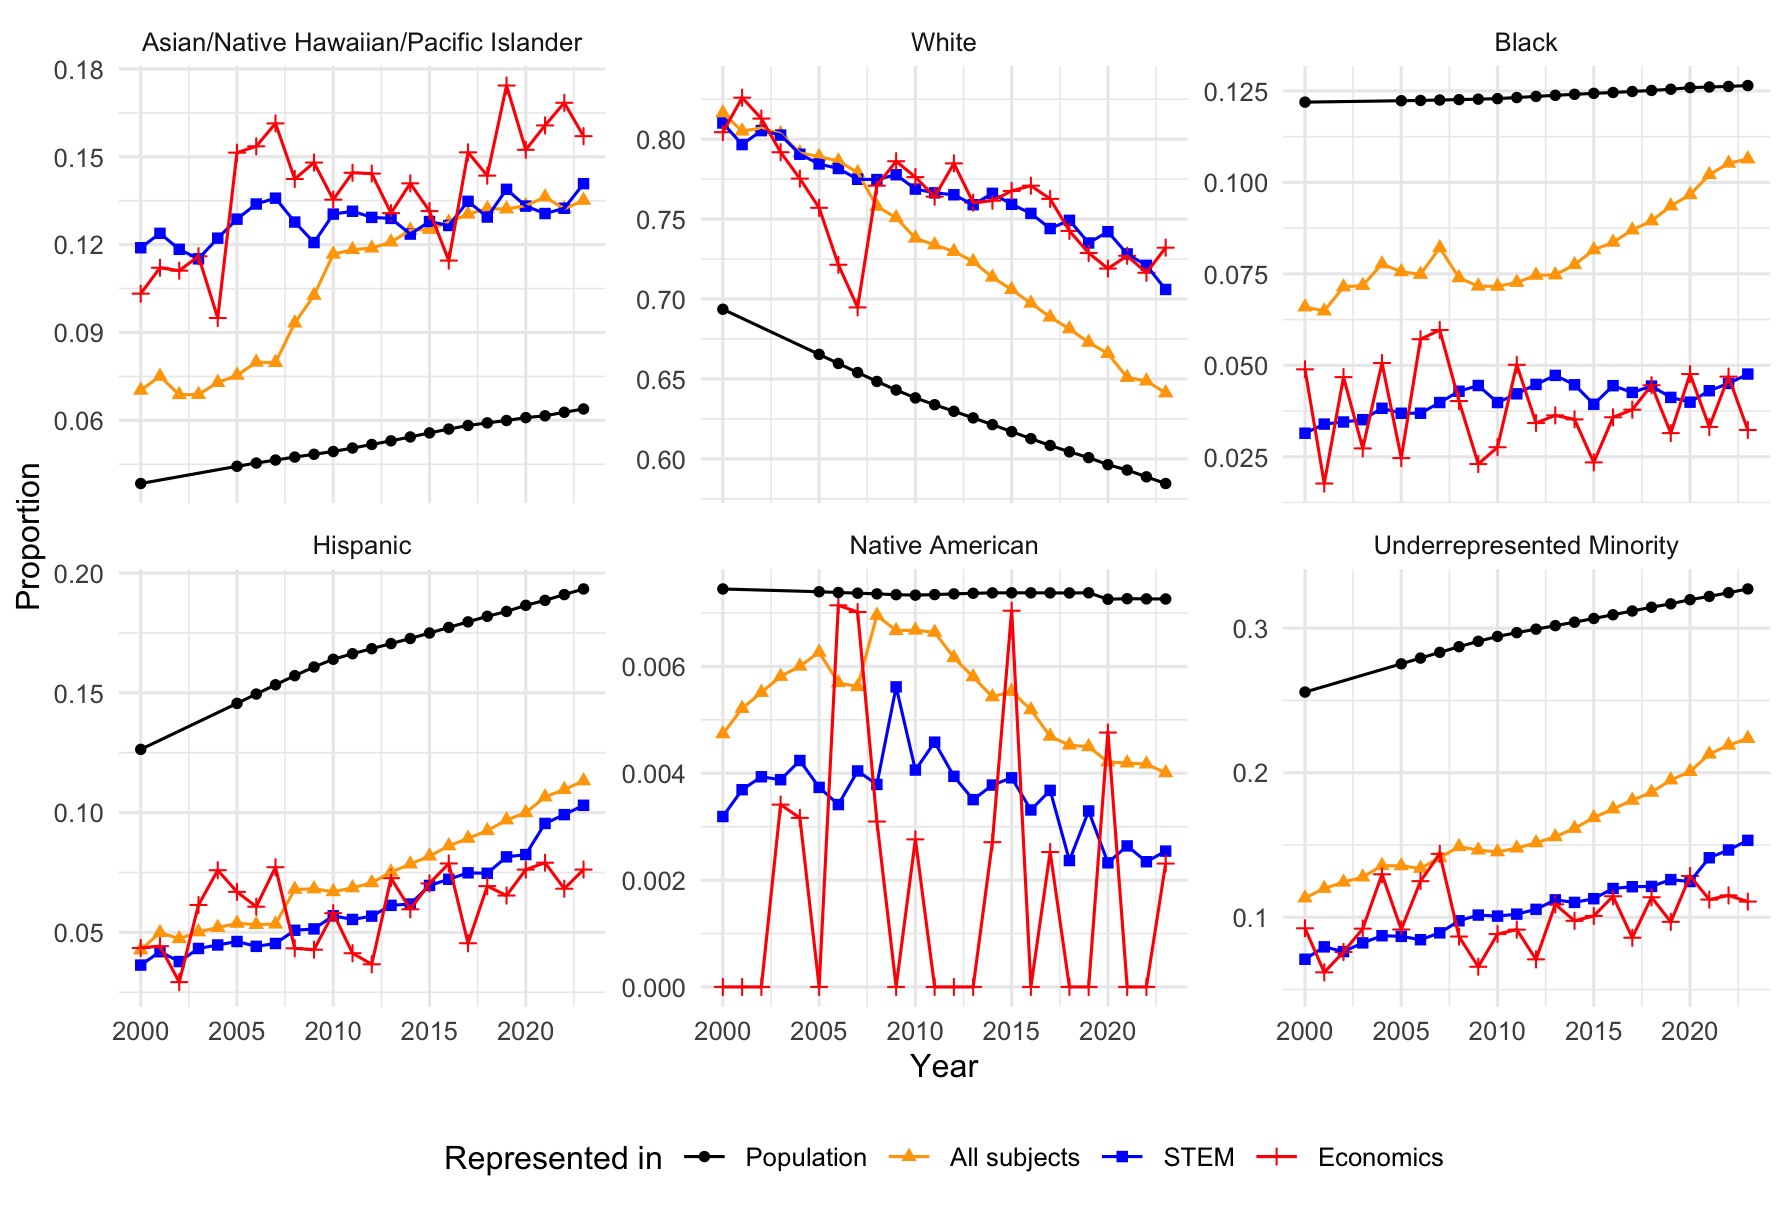 Asian/Native Hawaiian/Pacific Islander
White
Black
0.18
0.15
0.12
0.09
0.06
0.80
0.75
0.70
0.65
0.60
0.125
0.100
0.075
0.050
0.025
Proportion
Hispanic
Native American
Underrepresented Minority
0.20
0.15
0.10
0.05
0.006
0.004
0.002
0.000
0.3
0.2
0.1
2000 2005 2010 2015 2020
2000 2005 2010 2015 2020
2000 2005 2010 2015 2020
Year
Represented in Population All subjects STEM Economics